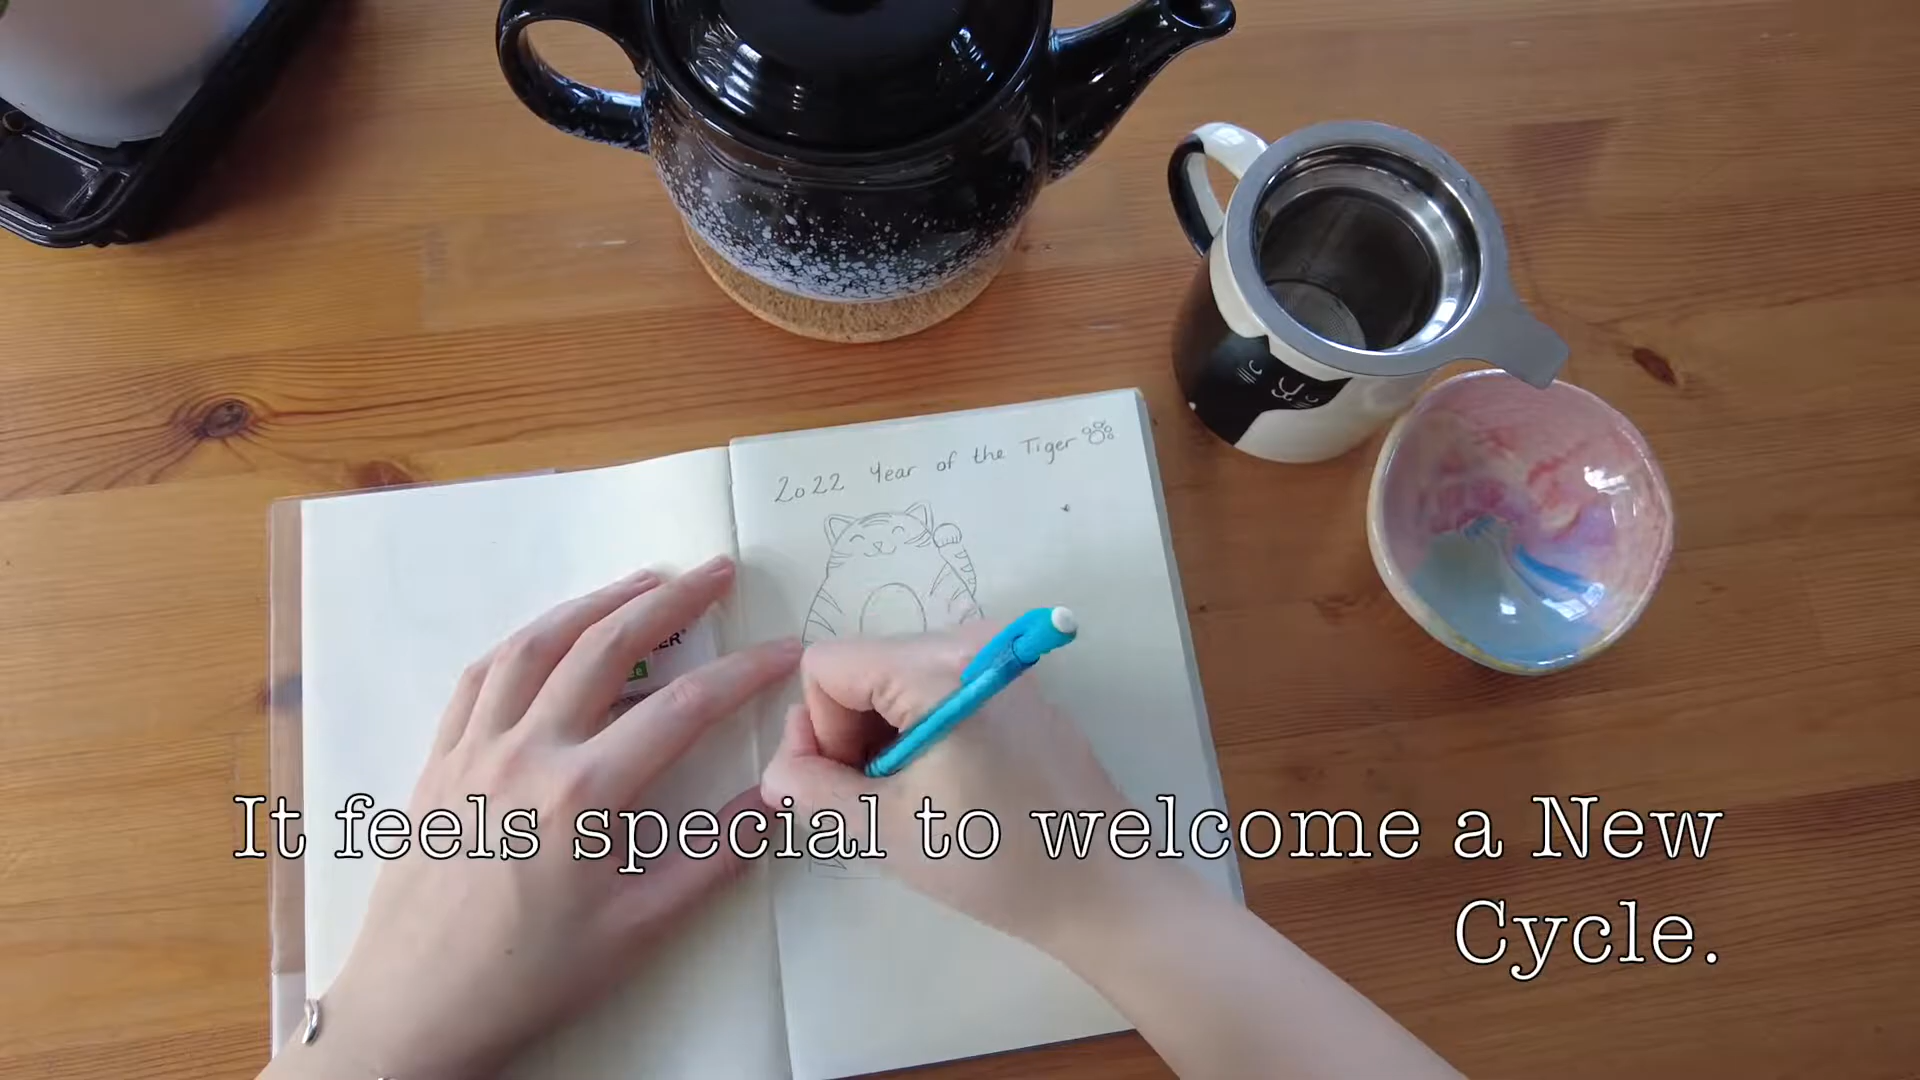 2022 Year of the Tiger
It feels special to welcome a New
Cycle.